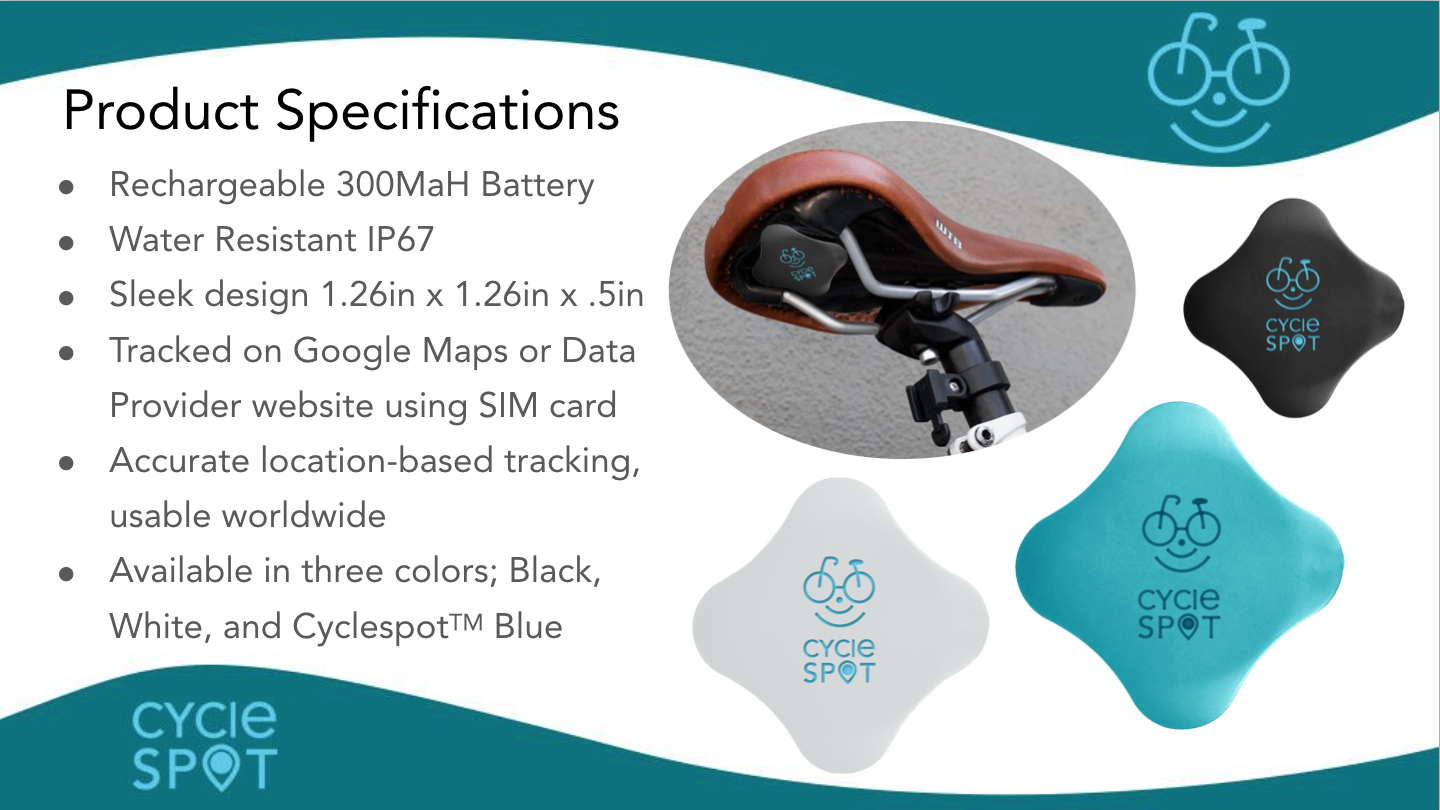 Product Specifications
● Rechargeable 300MaH Battery
● Water Resistant IP67
● Sleek design 1.26in x 1.26in x .5in
● Tracked on Google Maps or Data
Provider website using SIM card
● Accurate location-based tracking,
usable worldwide
● Available in three colors; Black,
White, and Cyclespot™ Blue
WTB
CYCLE
SPOT
CYCLE
SPOT
CYCLE
SPOT
CYCLE
SPOT
CYCLE
SPOT